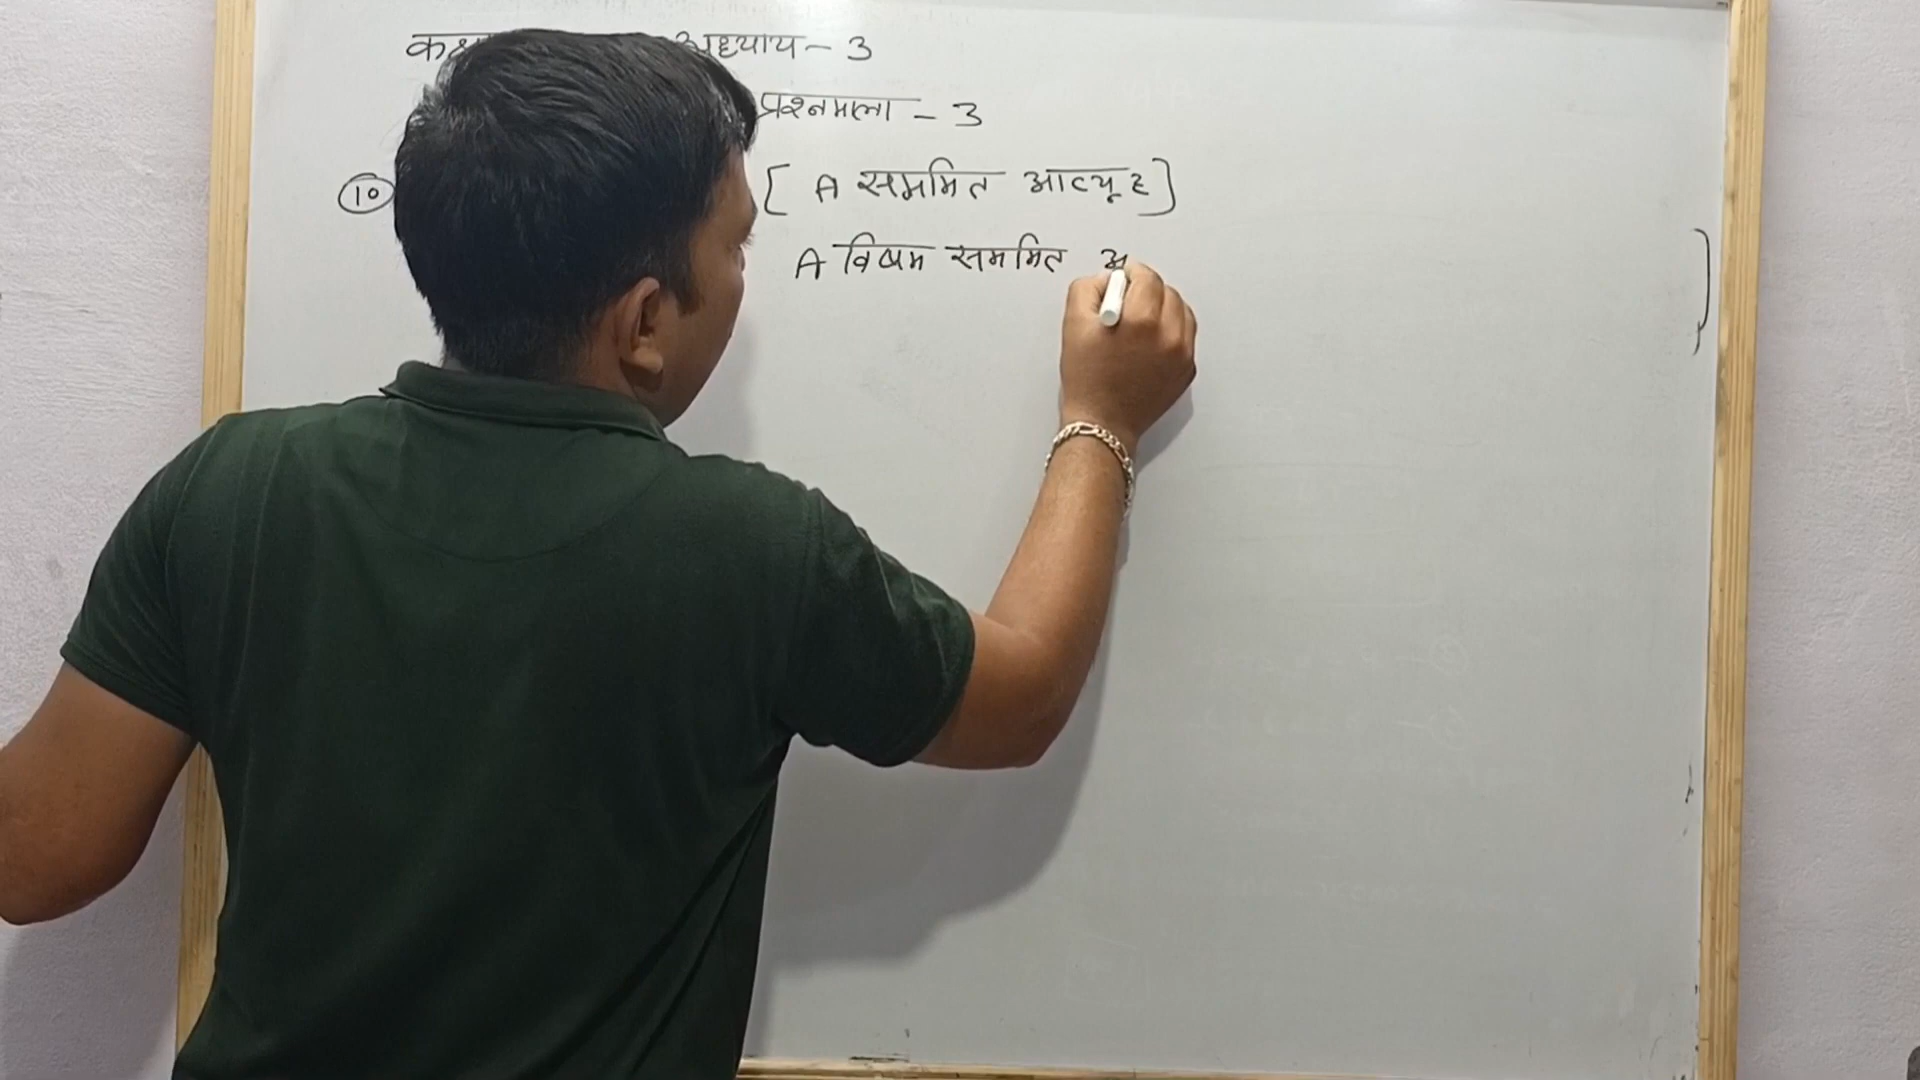 अध्याय - 3
प्रश्नमाला - 3
10 [ A सममित आव्यूह ]
A विषम सममित अ